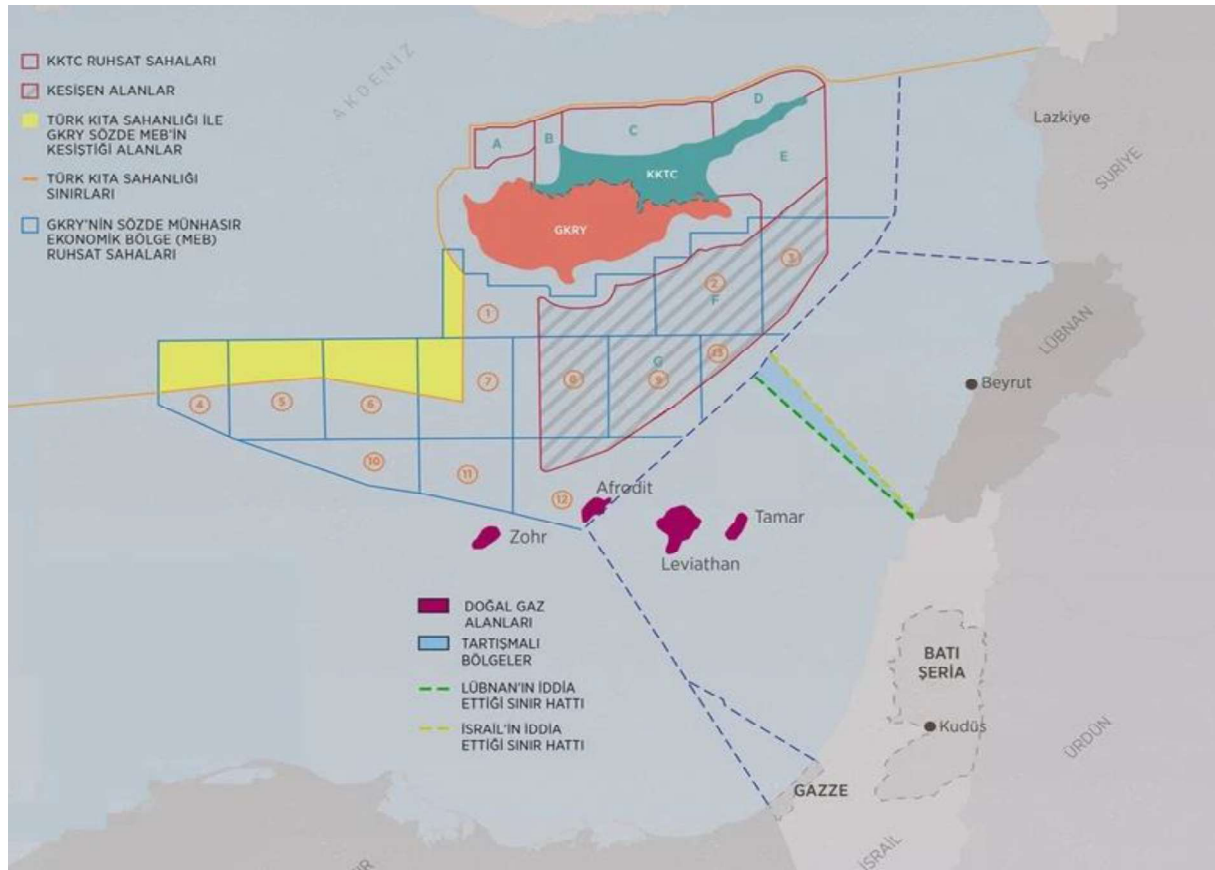 KKTC RUHSAT SAHALARI
KESİŞEN ALANLAR
TÜRK KITA SAHANLIĞI İLE
GKRY SÖZDE MEB'İN
KESİŞTİĞİ ALANLAR
TÜRK KITA SAHANLIĞI
SINIRLARI
GKRY'NİN SÖZDE MÜNHASIR
EKONOMİK BÖLGE (MEB)
RUHSAT SAHALARI
AKDENİZ
A
B
C
D
E
KKTC
GKRY
Lazkiye
SURİYE
LÜBNAN
Beyrut
1
2
3
F
G
4
5
6
7
8
9
13
10
11
12
Afrodit
Zohr
Leviathan
Tamar
DOĞAL GAZ
ALANLARI
TARTIŞMALI
BÖLGELER
LÜBNAN'IN İDDİA
ETTİĞİ SINIR HATTI
İSRAİL'İN İDDİA
ETTİĞİ SINIR HATTI
BATI
ŞERİA
Kudüs
GAZZE
ÜRDÜN
İSRAİL